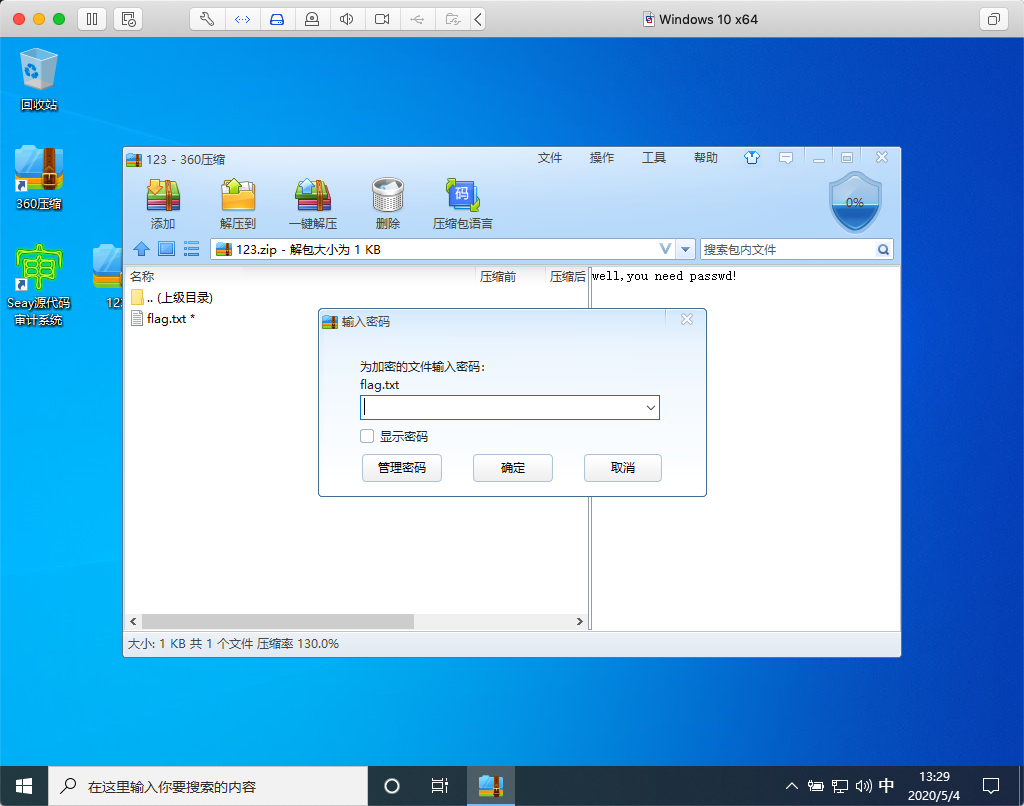 Windows 10 x64
回收站
360压缩
Seay源代码
审计系统
123 - 360压缩
文件 操作 工具 帮助
添加 解压到 一键解压 删除 压缩包语言
码
0%
123.zip - 解包大小为 1 KB
搜索包内文件
名称 压缩前 压缩后
well,you need passwd!
.. (上级目录)
flag.txt *
输入密码
为加密的文件输入密码:
flag.txt
显示密码
管理密码 确定 取消
大小: 1 KB 共 1 个文件 压缩率 130.0%
在这里输入你要搜索的内容
中
13:29
2020/5/4